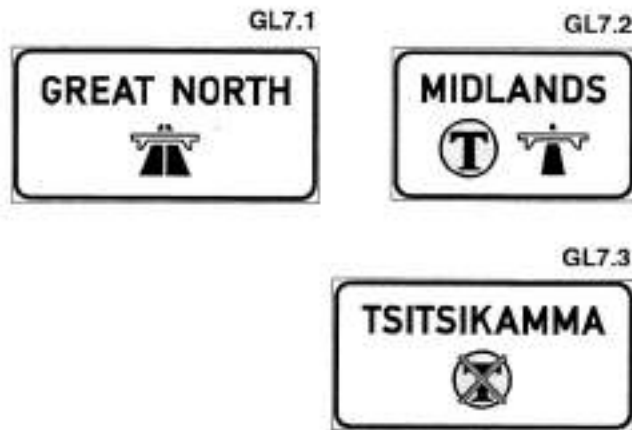 GL7.1
GREAT NORTH
GL7.2
MIDLANDS
T
GL7.3
TSITSIKAMMA
T